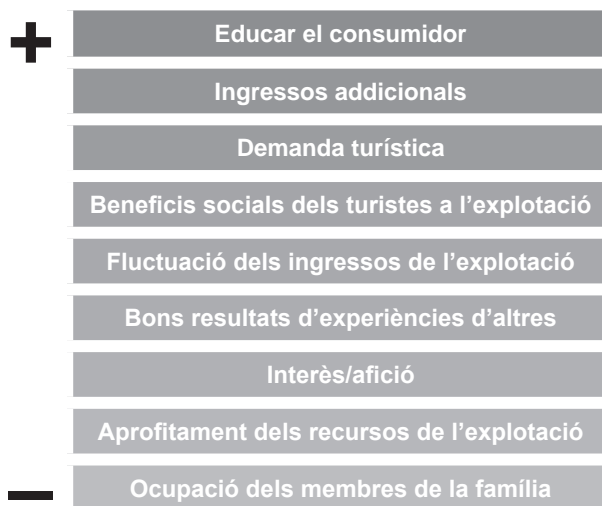 +
Educar el consumidor
Ingressos addicionals
Demanda turística
Beneficis socials dels turistes a l’explotació
Fluctuació dels ingressos de l’explotació
Bons resultats d’experiències d’altres
Interès/afició
Aprofitament dels recursos de l’explotació
Ocupació dels membres de la família
–